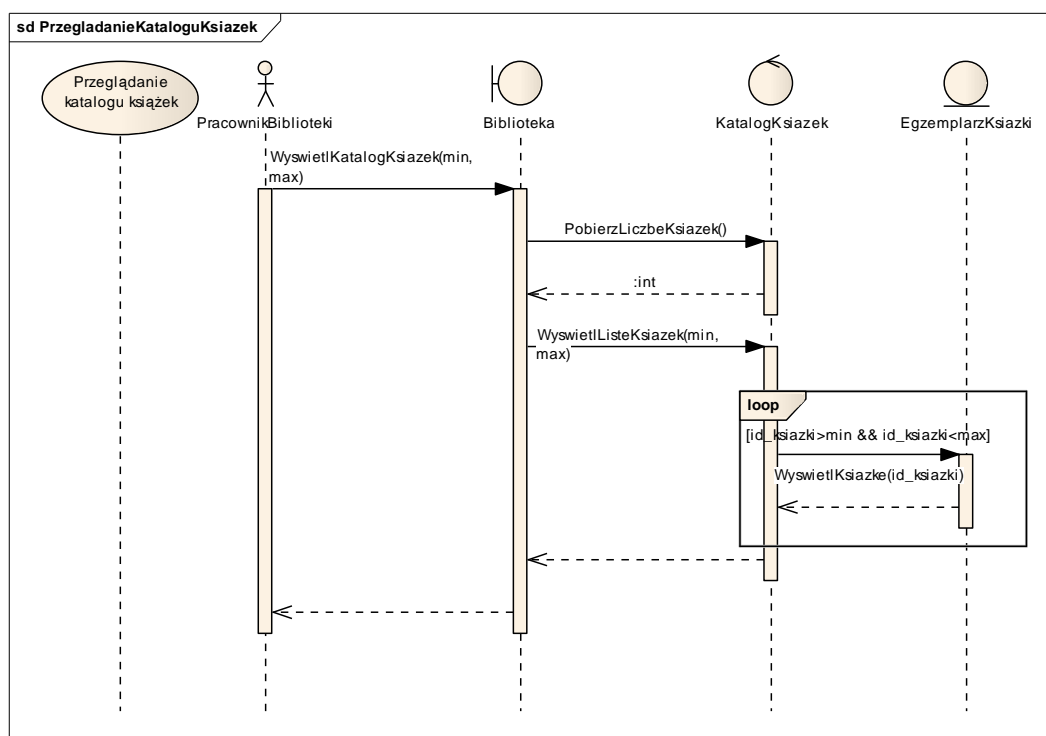 sd PrzegladanieKataloguKsiazek
Przeglądanie
katalogu książek
PracownikBiblioteki
Biblioteka
KatalogKsiazek
EgzemplarzKsiazki
WyswietlKatalogKsiazek(min,
max)
PobierzLiczbeKsiazek()
:int
WyswietlListeKsiazek(min,
max)
loop
[id_ksiazki>min && id_ksiazki<max]
WyswietlKsiazke(id_ksiazki)